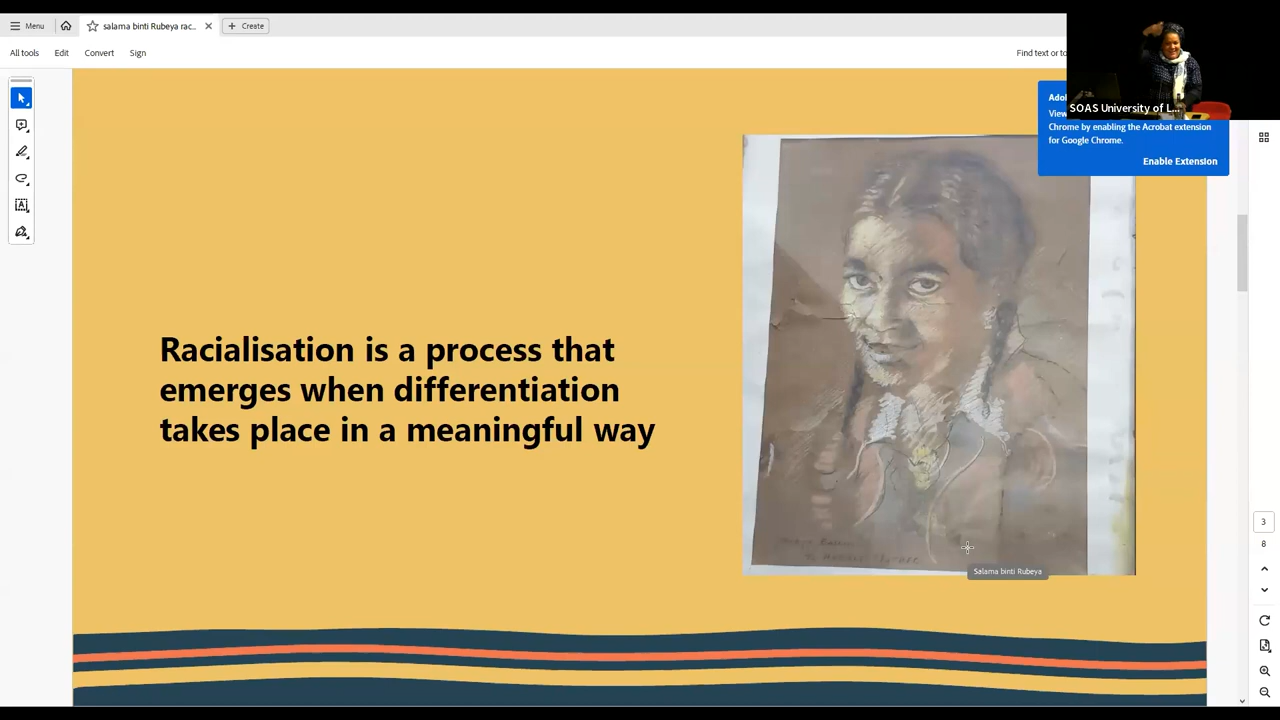 Menu
salama binti Rubeya rac...
Create
All tools
Edit
Convert
Sign
Find text or to
SOAS University of L...
Adol
View
Chrome by enabling the Acrobat extension
for Google Chrome.
Enable Extension
Racialisation is a process that
emerges when differentiation
takes place in a meaningful way
Salama binti Rubeya
3
8